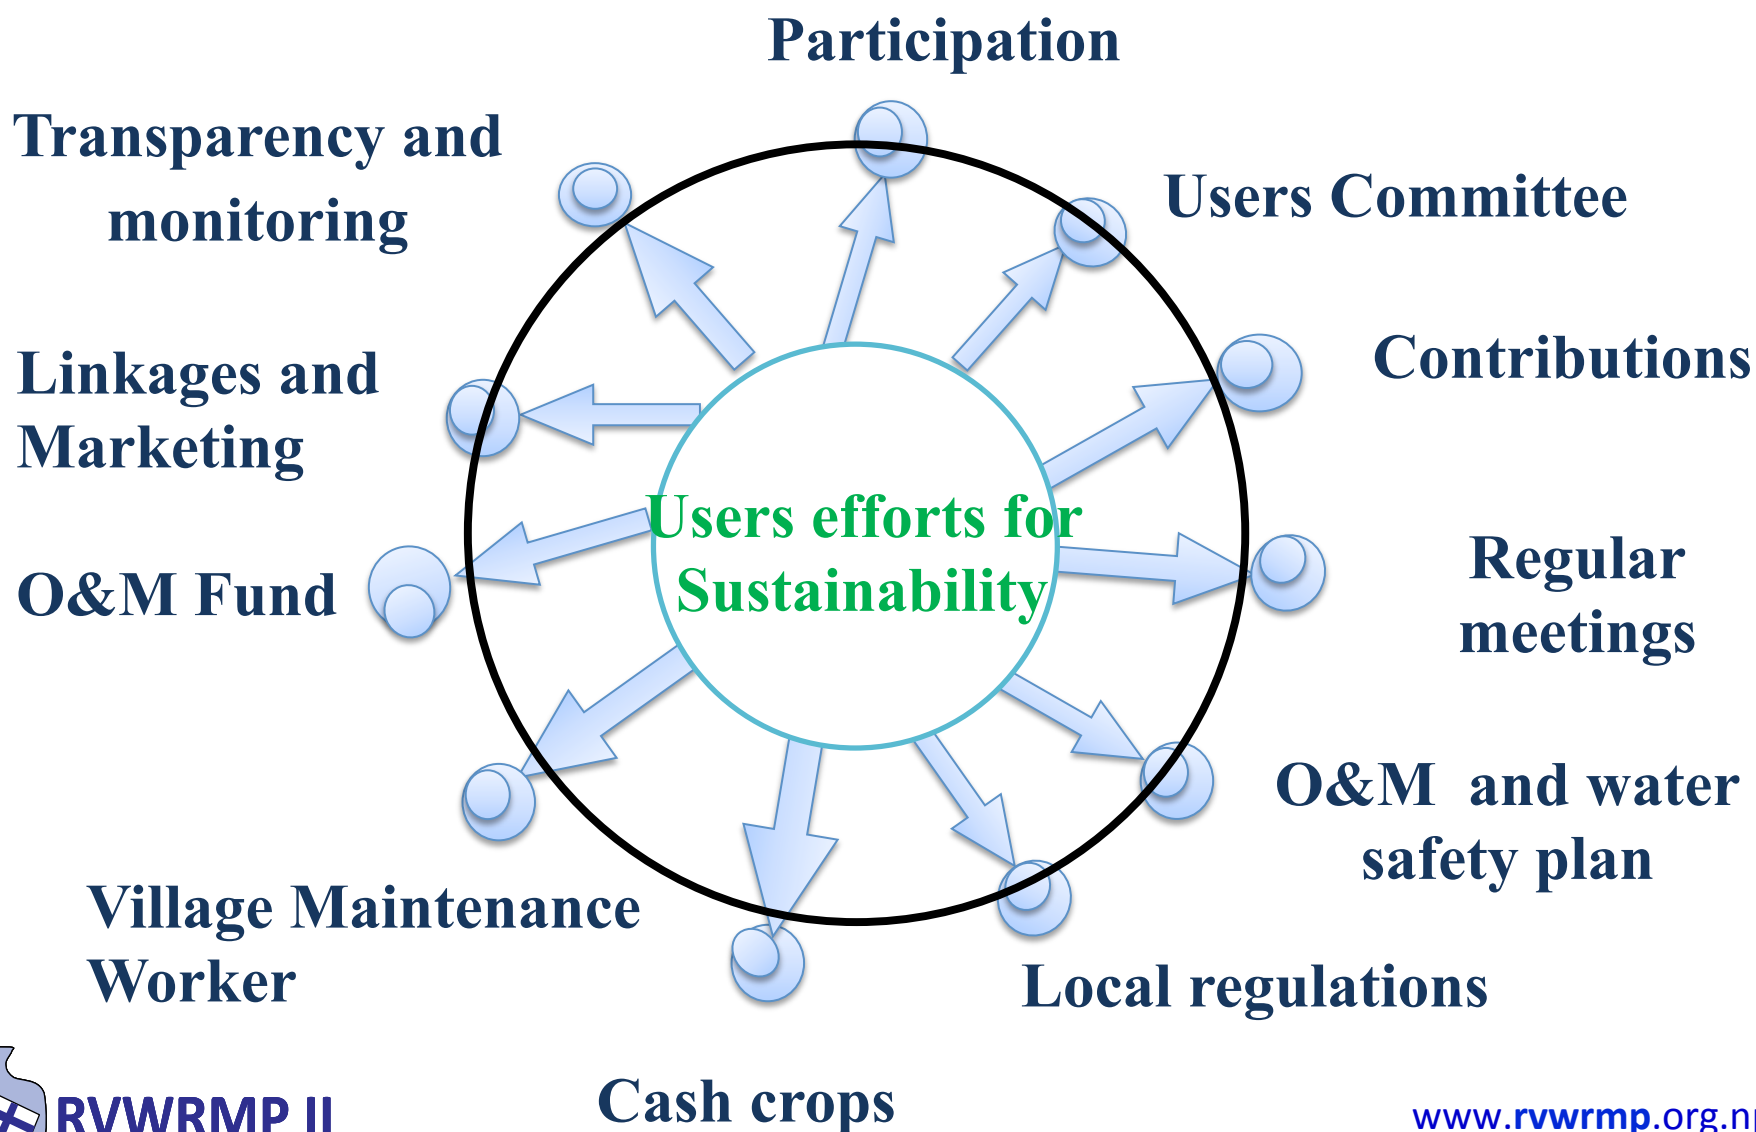 Participation
Transparency and
monitoring
Users Committee
Linkages and
Marketing
Contributions
Users efforts for
Sustainability
O&M Fund
Regular
meetings
O&M and water
safety plan
Village Maintenance
Worker
Local regulations
Cash crops
RVWRMP II
www.rvwrmp.org.np